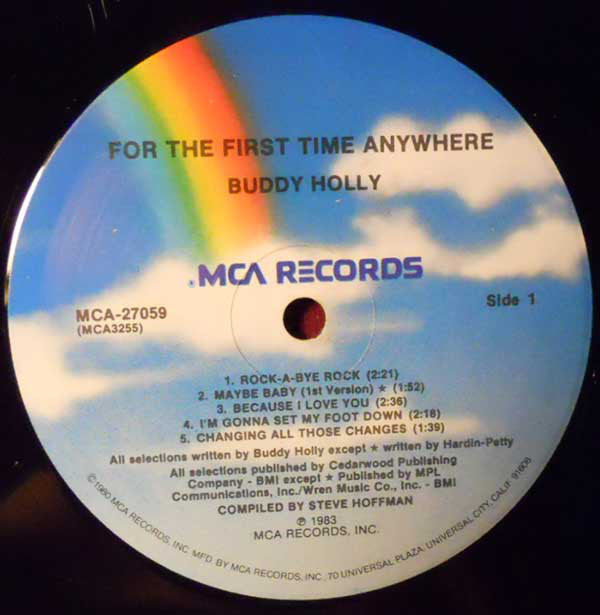 FOR THE FIRST TIME ANYWHERE
BUDDY HOLLY
®MCA RECORDS
MCA-27059
(MCA3255)
Side 1
1. ROCK-A-BYE ROCK (2:21)
2. MAYBE BABY (1st Version) ★ (1:52)
3. BECAUSE I LOVE YOU (2:36)
4. I'M GONNA SET MY FOOT DOWN (2:18)
5. CHANGING ALL THOSE CHANGES (1:39)
All selections written by Buddy Holly except ★ written by Hardin-Petty
All selections published by Cedarwood Publishing
Company - BMI except ★ Published by MPL
Communications, Inc./Wren Music Co., Inc. - BMI
COMPILED BY STEVE HOFFMAN
℗ 1983
MCA RECORDS, INC.
©1980 MCA RECORDS, INC. MFD. BY MCA RECORDS, INC., 70 UNIVERSAL PLAZA, UNIVERSAL CITY, CALIF. 91608